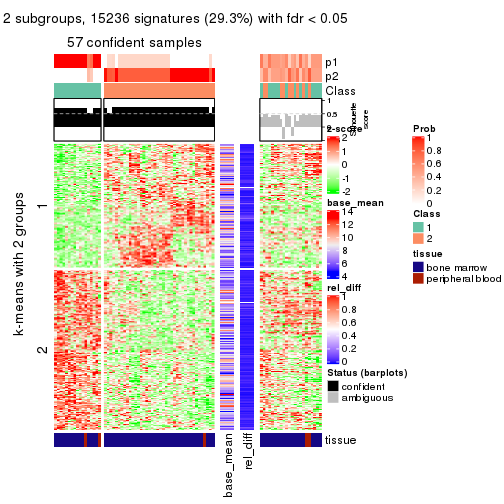 2 subgroups, 15236 signatures (29.3%) with fdr < 0.05
57 confident samples
p1
p2
Class
1
0.5
0
Silhouette
score
k-means with 2 groups
1
2
z-score
2
1
0
-1
-2
base_mean
14
12
10
8
6
4
rel_diff
1
0.8
0.6
0.4
0.2
0
Status (barplots)
confident
ambiguous
Prob
1
0.8
0.6
0.4
0.2
0
Class
1
2
tissue
bone marrow
peripheral blood
tissue
base_mean
rel_diff